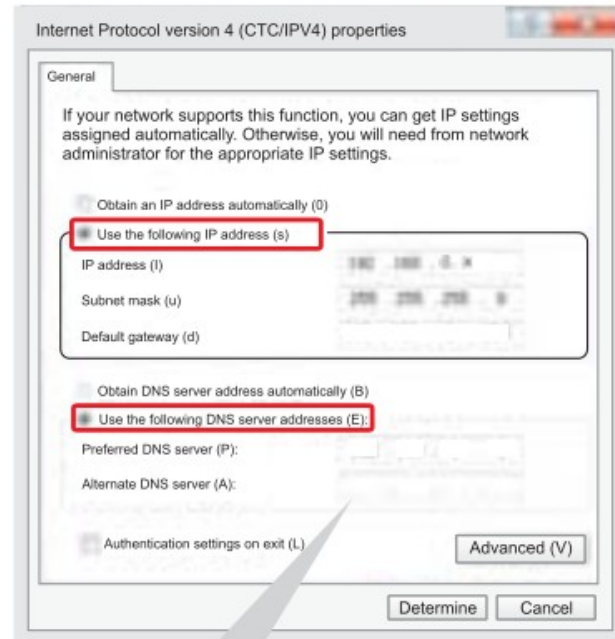 Internet Protocol version 4 (CTC/IPV4) properties
General
If your network supports this function, you can get IP settings
assigned automatically. Otherwise, you will need from network
administrator for the appropriate IP settings.
Obtain an IP address automatically (0)
Use the following IP address (s)
IP address (I)
Subnet mask (u)
Default gateway (d)
Obtain DNS server address automatically (B)
Use the following DNS server addresses (E):
Preferred DNS server (P):
Alternate DNS server (A):
Authentication settings on exit (L)
Advanced (V)
Determine
Cancel